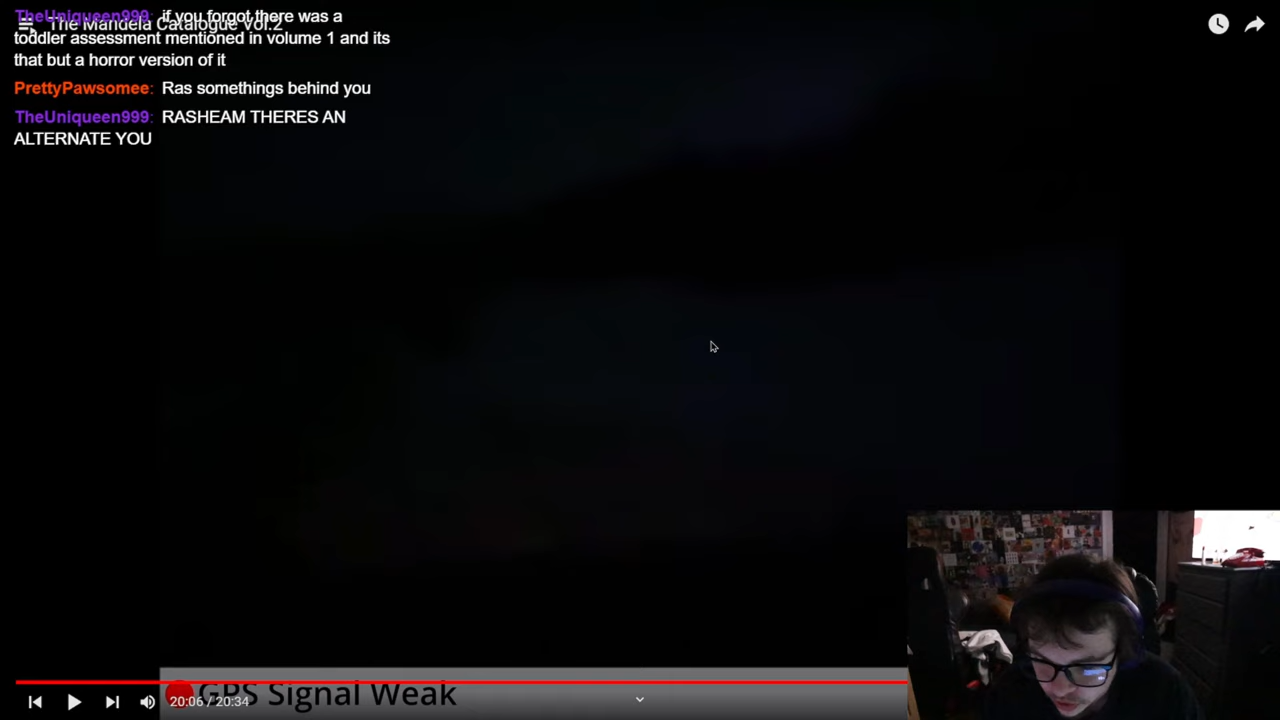 The Mandela Catalogue Vol.2
TheUniqueen999: if you forgot there was a
toddler assessment mentioned in volume 1 and its
that but a horror version of it
PrettyPawsomee: Ras somethings behind you
TheUniqueen999: RASHEAM THERES AN
ALTERNATE YOU
GPS Signal Weak
20:06 / 20:34